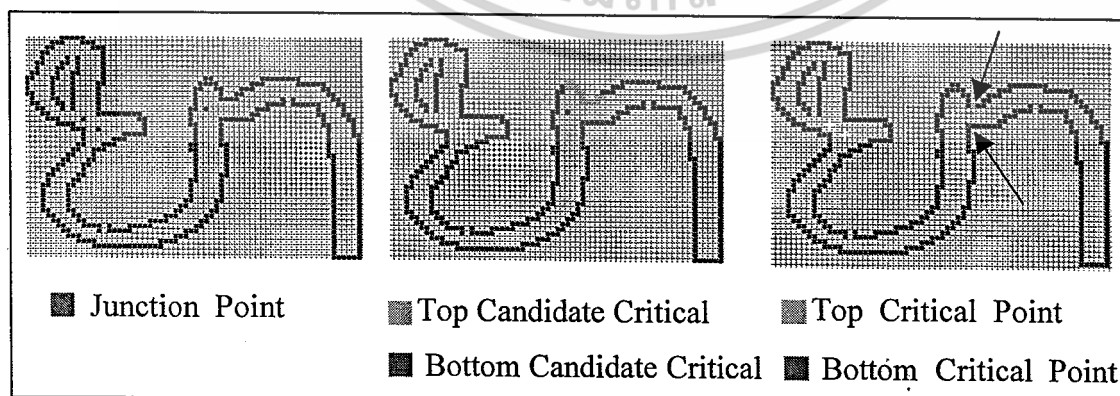 Junction Point
Top Candidate Critical
Top Critical Point
Bottom Candidate Critical
Bottom Critical Point